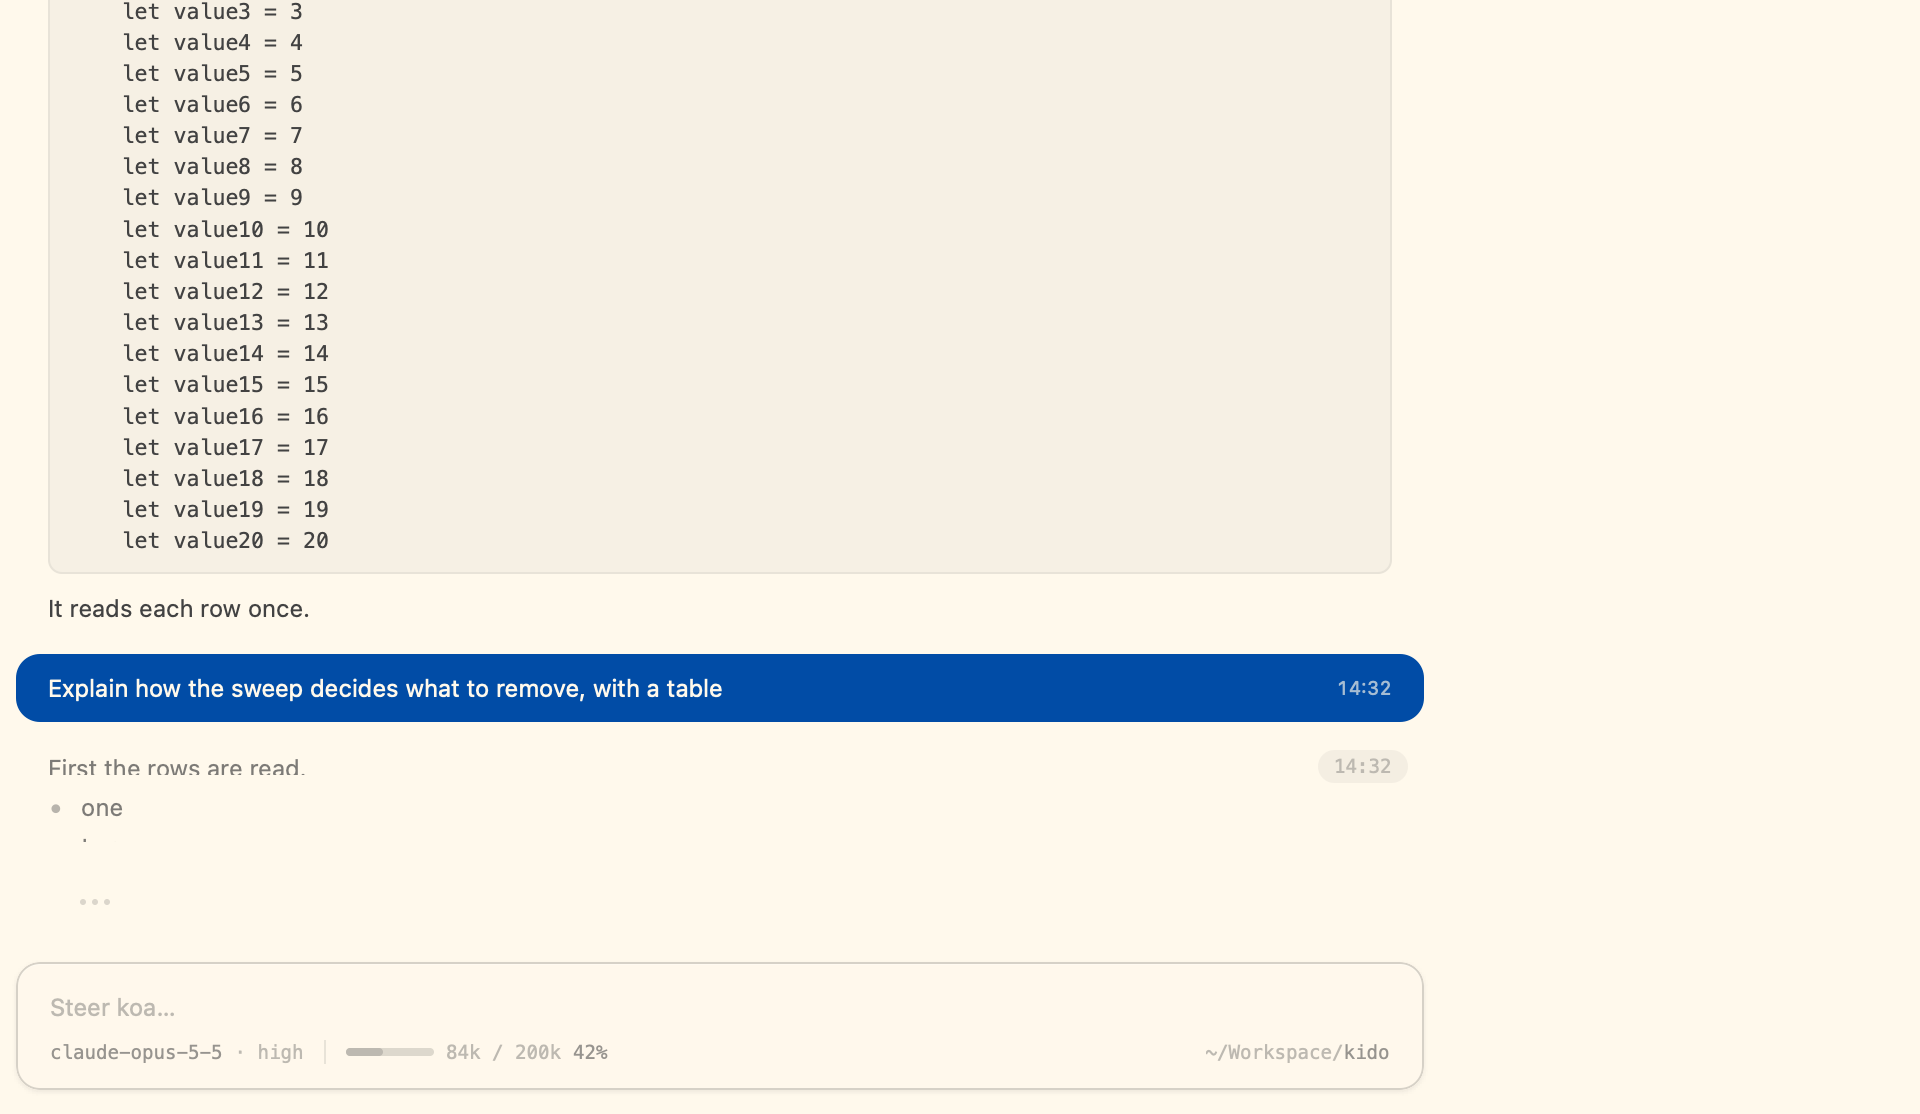 let value3 = 3
let value4 = 4
let value5 = 5
let value6 = 6
let value7 = 7
let value8 = 8
let value9 = 9
let value10 = 10
let value11 = 11
let value12 = 12
let value13 = 13
let value14 = 14
let value15 = 15
let value16 = 16
let value17 = 17
let value18 = 18
let value19 = 19
let value20 = 20
It reads each row once.
Explain how the sweep decides what to remove, with a table 14:32
First the rows are read. 14:32
• one
Steer koa...
claude-opus-5-5 · high 84k / 200k 42% ~/Workspace/kido